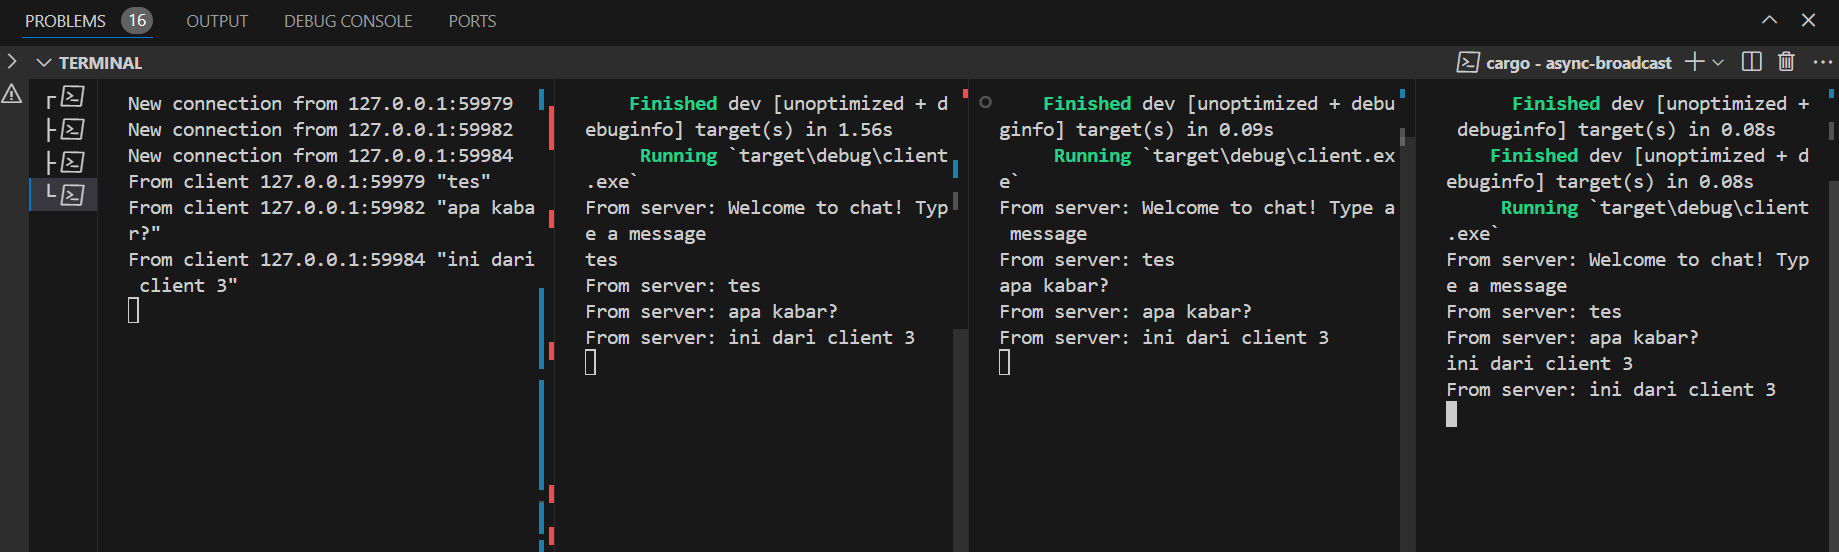 PROBLEMS 16 OUTPUT DEBUG CONSOLE PORTS
TERMINAL
cargo - async-broadcast
New connection from 127.0.0.1:59979
New connection from 127.0.0.1:59982
New connection from 127.0.0.1:59984
From client 127.0.0.1:59979 "tes"
From client 127.0.0.1:59982 "apa kaba
r?"
From client 127.0.0.1:59984 "ini dari
client 3"
Finished dev [unoptimized + d
ebuginfo] target(s) in 1.56s
Running `target\debug\client
.exe`
From server: Welcome to chat! Typ
e a message
tes
From server: tes
From server: apa kabar?
From server: ini dari client 3
Finished dev [unoptimized + debu
ginfo] target(s) in 0.09s
Running `target\debug\client.ex
e`
From server: Welcome to chat! Type a
message
From server: tes
apa kabar?
From server: apa kabar?
From server: ini dari client 3
Finished dev [unoptimized +
debuginfo] target(s) in 0.08s
Finished dev [unoptimized + d
ebuginfo] target(s) in 0.08s
Running `target\debug\client
.exe`
From server: Welcome to chat! Typ
e a message
From server: tes
From server: apa kabar?
ini dari client 3
From server: ini dari client 3